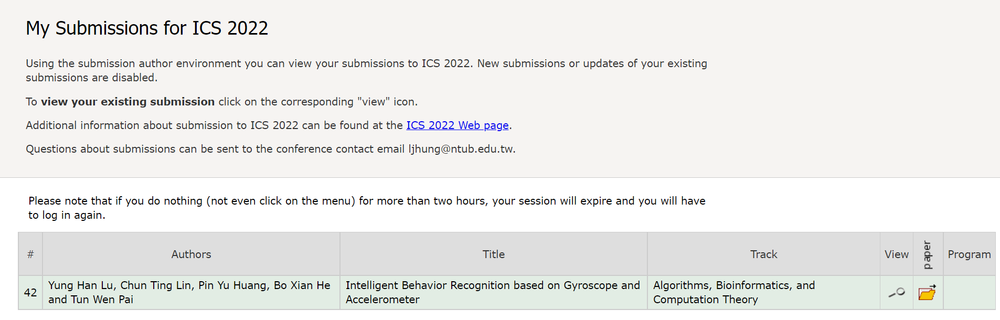 My Submissions for ICS 2022
Using the submission author environment you can view your submissions to ICS 2022. New submissions or updates of your existing
submissions are disabled.
To view your existing submission click on the corresponding "view" icon.
Additional information about submission to ICS 2022 can be found at the ICS 2022 Web page.
Questions about submissions can be sent to the conference contact email ljhung@ntub.edu.tw.
Please note that if you do nothing (not even click on the menu) for more than two hours, your session will expire and you will have
to log in again.
# Authors Title Track View paper Program
42 Yung Han Lu, Chun Ting Lin, Pin Yu Huang, Bo Xian He
and Tun Wen Pai
Intelligent Behavior Recognition based on Gyroscope and
Accelerometer
Algorithms, Bioinformatics, and
Computation Theory